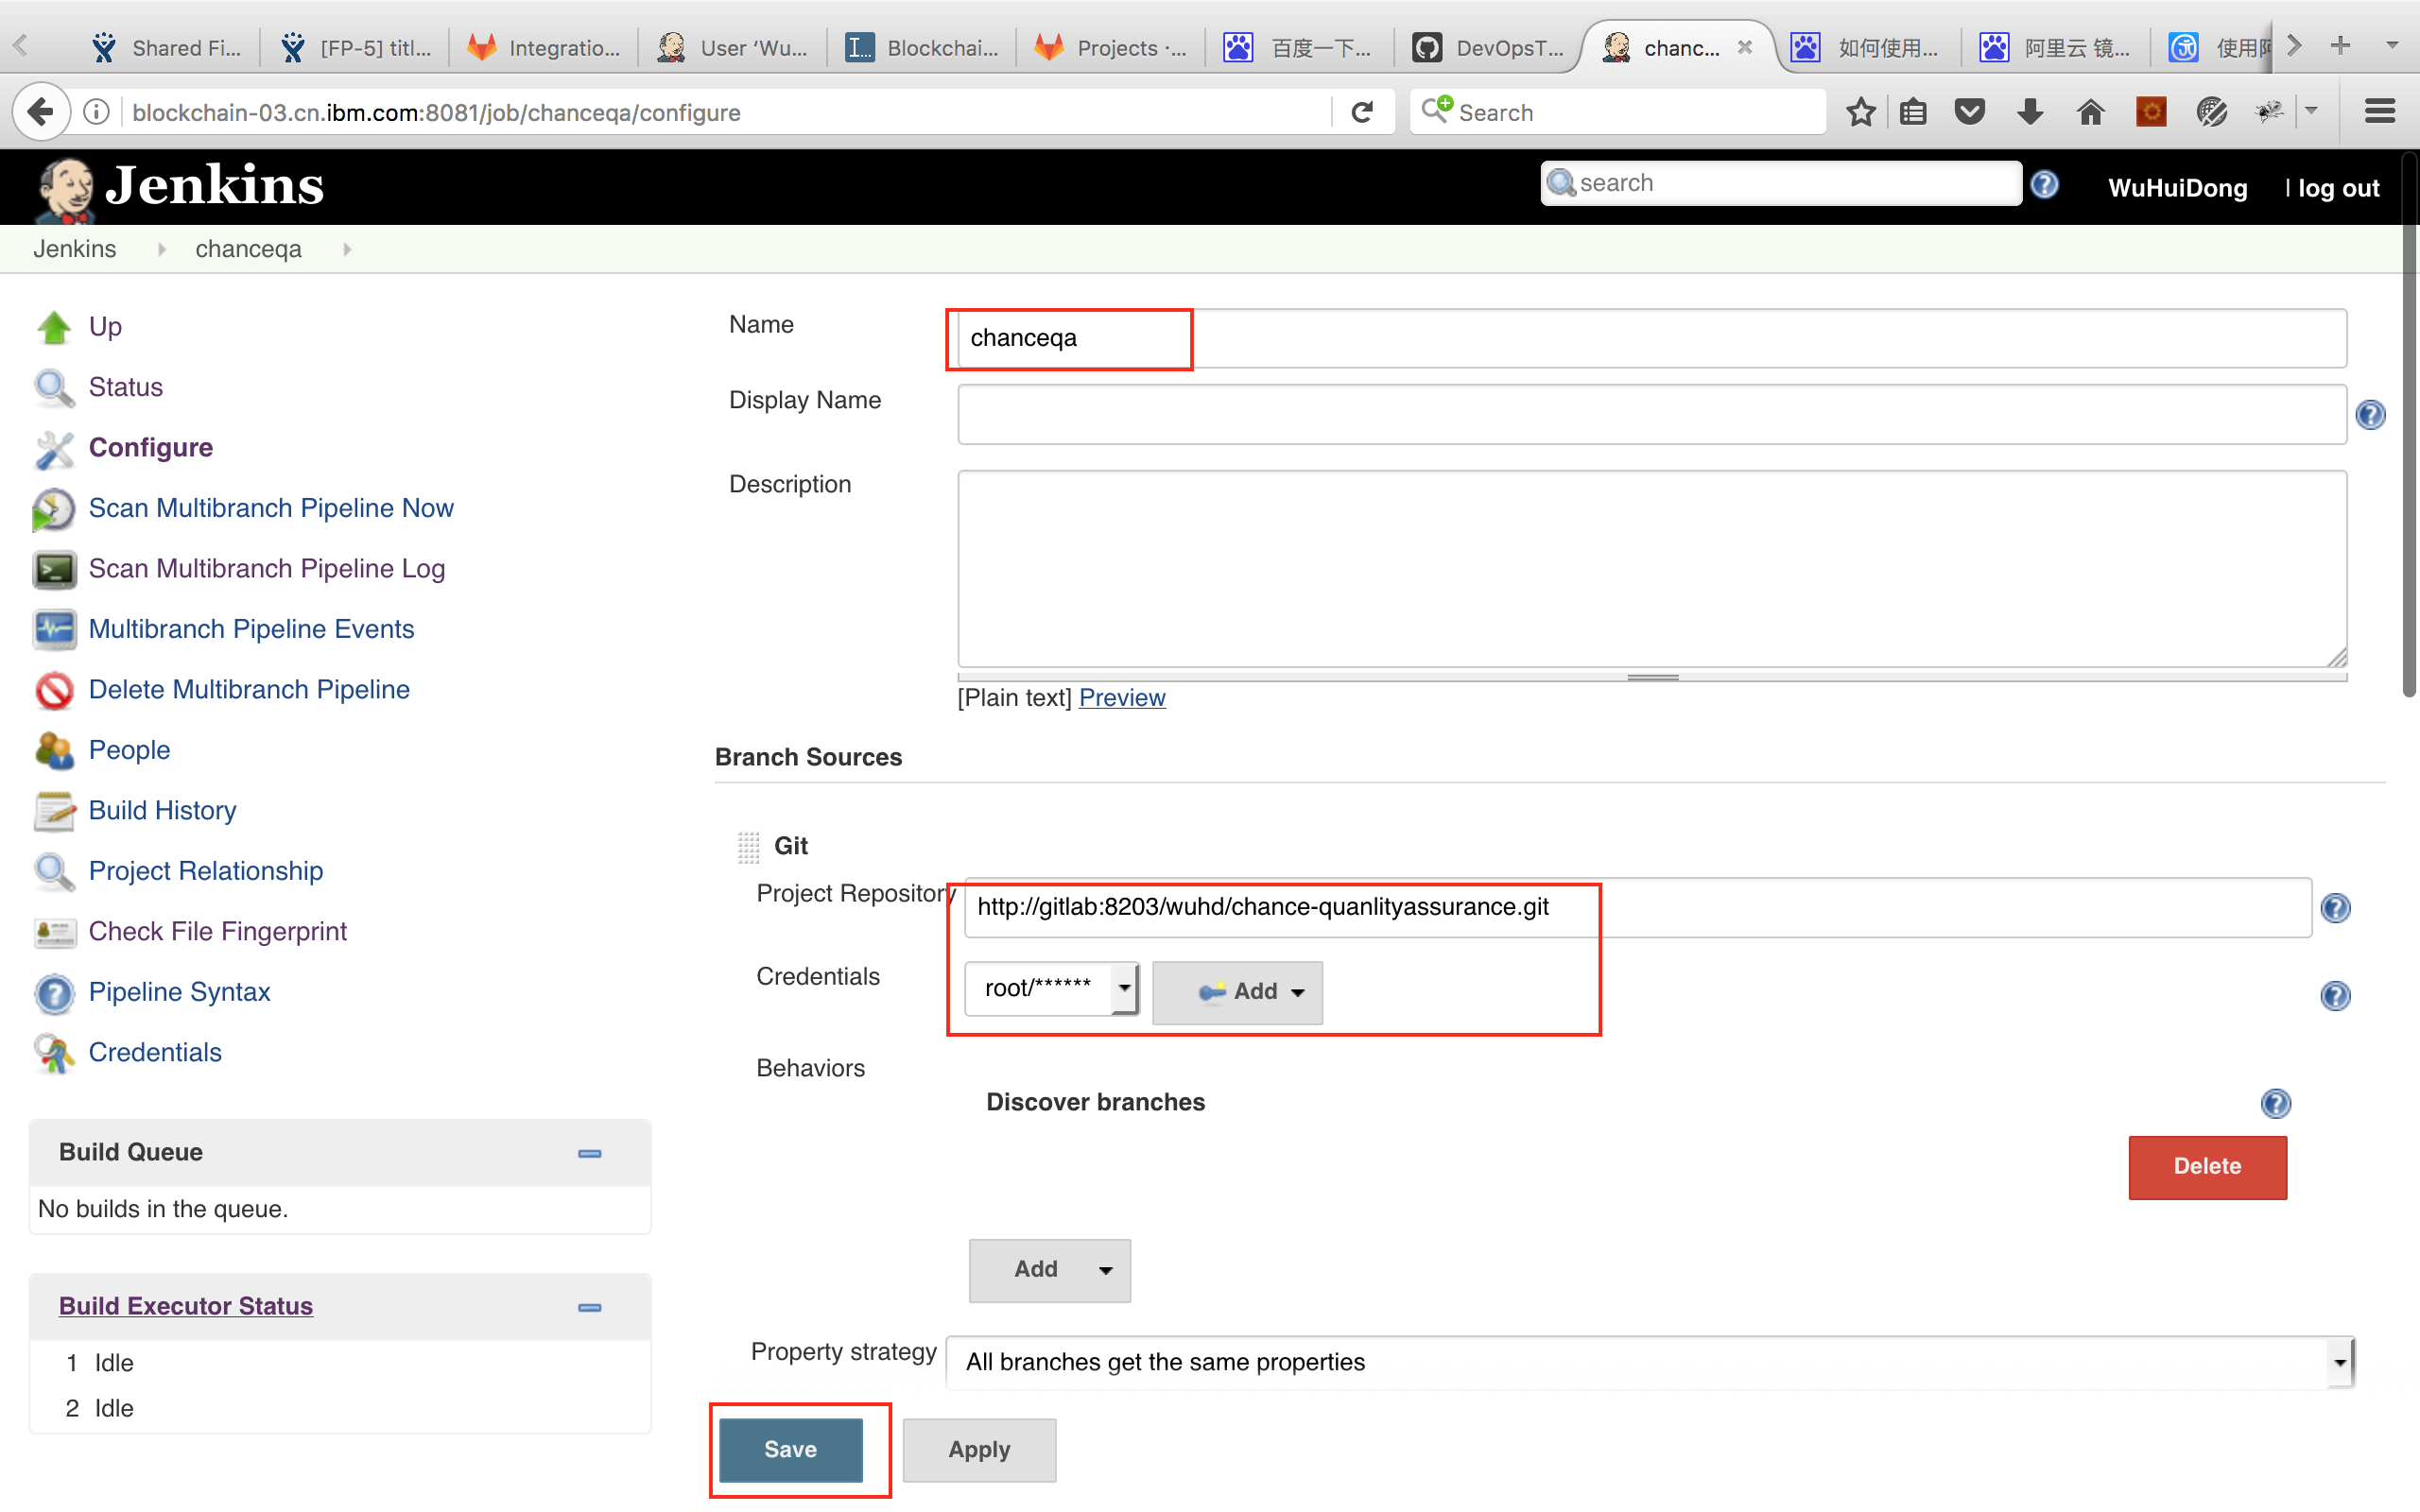 Shared Fi...
[FP-5] titl...
Integratio...
User ‘Wu...
Blockchai...
Projects ·...
百度一下...
DevOpsT...
chanc...
如何使用...
阿里云 镜...
使用阿
blockchain-03.cn.ibm.com:8081/job/chanceqa/configure
Search
Jenkins
search
WuHuiDong
| log out
Jenkins
chanceqa
Up
Status
Configure
Scan Multibranch Pipeline Now
Scan Multibranch Pipeline Log
Multibranch Pipeline Events
Delete Multibranch Pipeline
People
Build History
Project Relationship
Check File Fingerprint
Pipeline Syntax
Credentials
Build Queue
No builds in the queue.
Build Executor Status
1 Idle
2 Idle
Name
chanceqa
Display Name
Description
[Plain text] Preview
Branch Sources
Git
Project Repository
http://gitlab:8203/wuhd/chance-quanlityassurance.git
Credentials
root/******
Add
Behaviors
Discover branches
Delete
Add
Property strategy
All branches get the same properties
Save
Apply